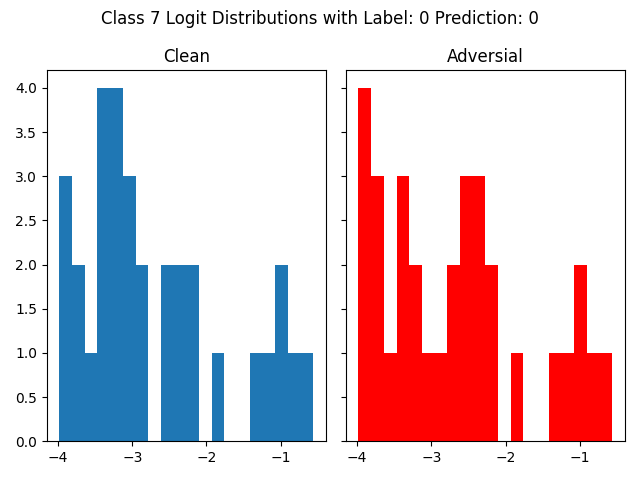 Class 7 Logit Distributions with Label: 0 Prediction: 0
Clean
Adversial
4.0
3.5
3.0
2.5
2.0
1.5
1.0
0.5
0.0
−4 −3 −2 −1
−4 −3 −2 −1